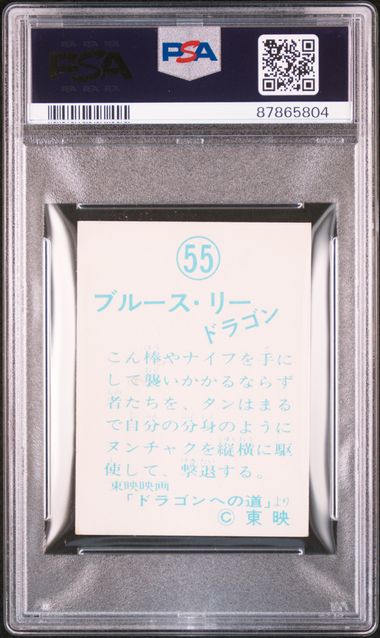 PSA
PSA
87865804
55
ブルース・リー
ドラゴン
こん棒やナイフを手に
して襲いかかるならず
者たちを、タンはまる
で自分の分身のように
ヌンチャクを縦横に駆
使して、撃退する。
東映映画
「ドラゴンへの道」より
Ⓒ 東映